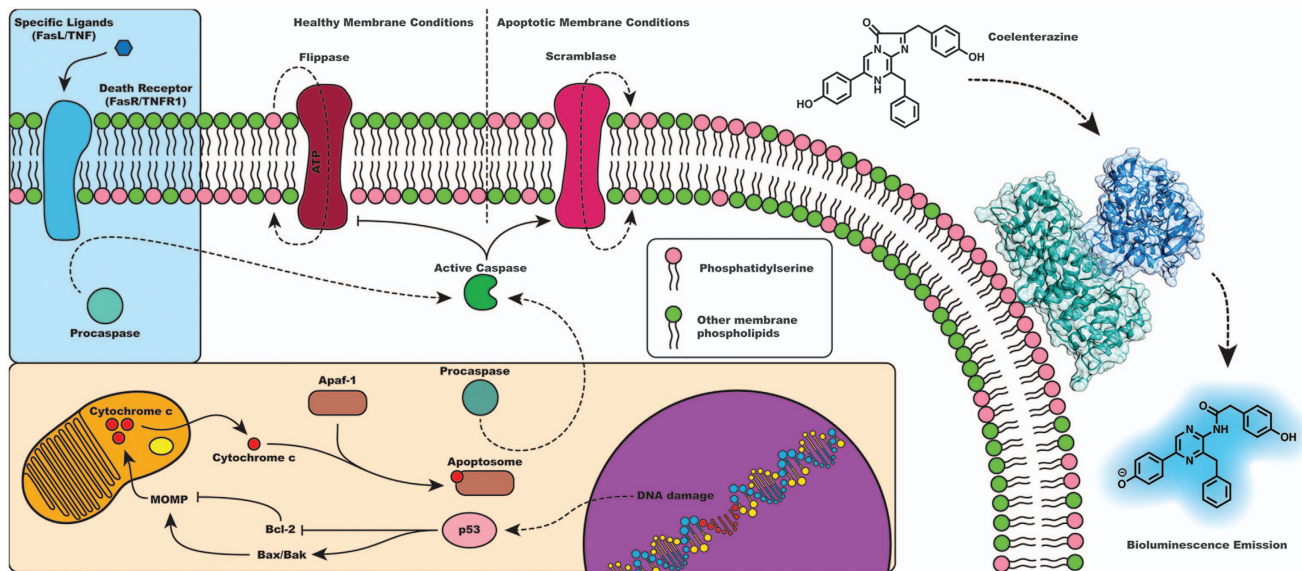 Specific Ligands
(FasL/TNF)
Death Receptor
(FasR/TNFR1)
Procaspase
Healthy Membrane Conditions
Apoptotic Membrane Conditions
Flippase
Scramblase
ATP
Active Caspase
Phosphatidylserine
Other membrane
phospholipids
Coelenterazine
O
N
N
N
H
OH
HO
Cytochrome c
Cytochrome c
Apaf-1
Procaspase
Apoptosome
MOMP
Bcl-2
Bax/Bak
p53
DNA damage
O
NH
OH
N
N
O
⊖
Bioluminescence Emission